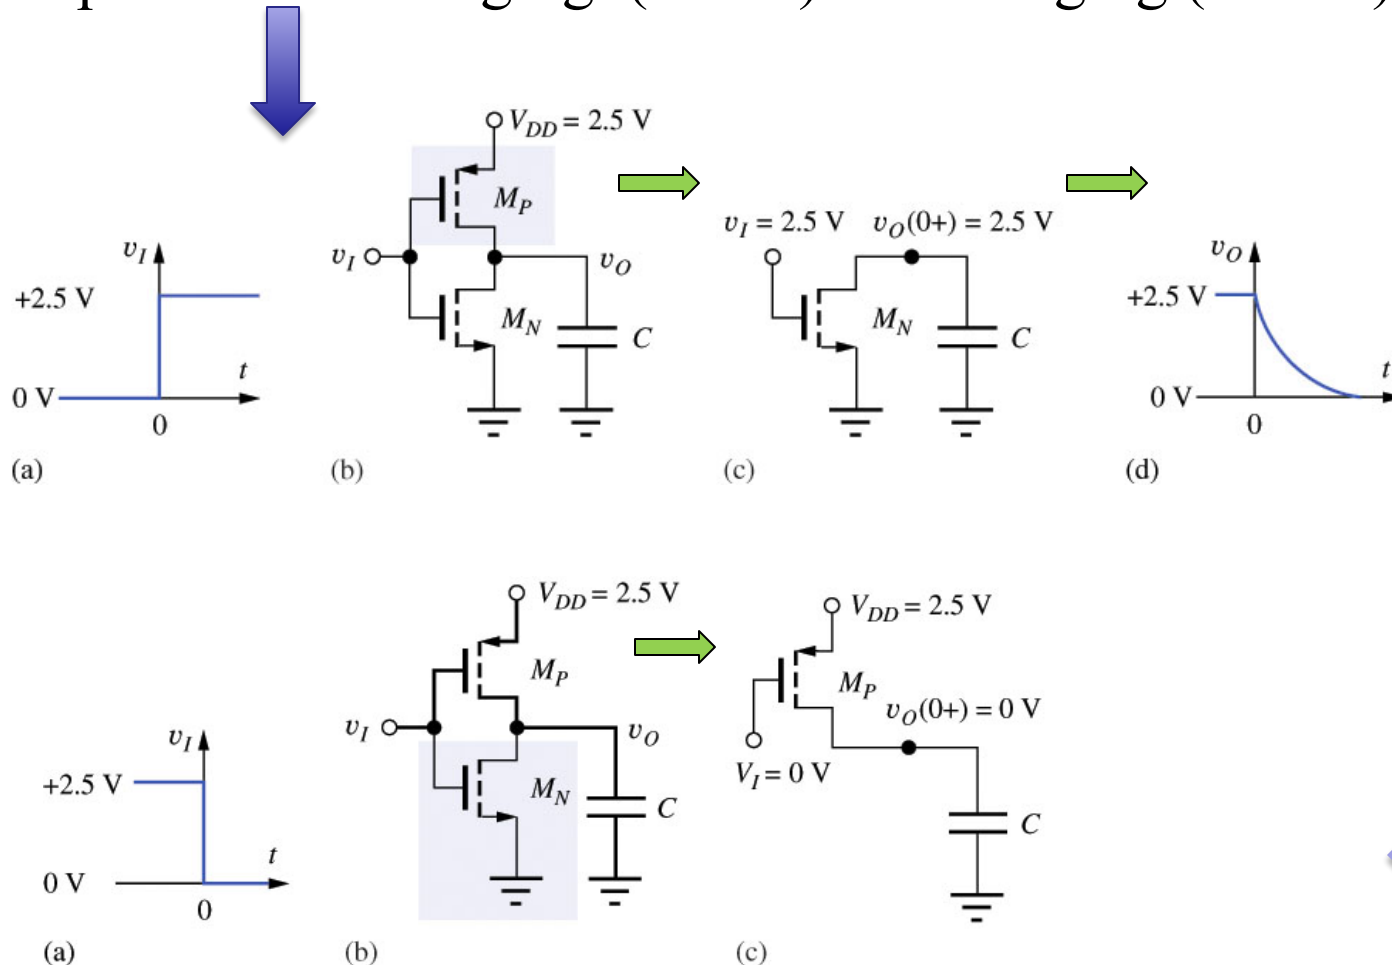 V_DD = 2.5 V
M_P
v_I = 2.5 V
v_O(0+) = 2.5 V
v_I
v_I
v_O
v_O
+2.5 V
+2.5 V
M_N
M_N
C
C
t
t
0 V
0 V
0
0
(a)
(b)
(c)
(d)
V_DD = 2.5 V
V_DD = 2.5 V
M_P
M_P
v_O(0+) = 0 V
v_I
v_I
v_O
V_I = 0 V
+2.5 V
M_N
C
C
t
0 V
0
(a)
(b)
(c)